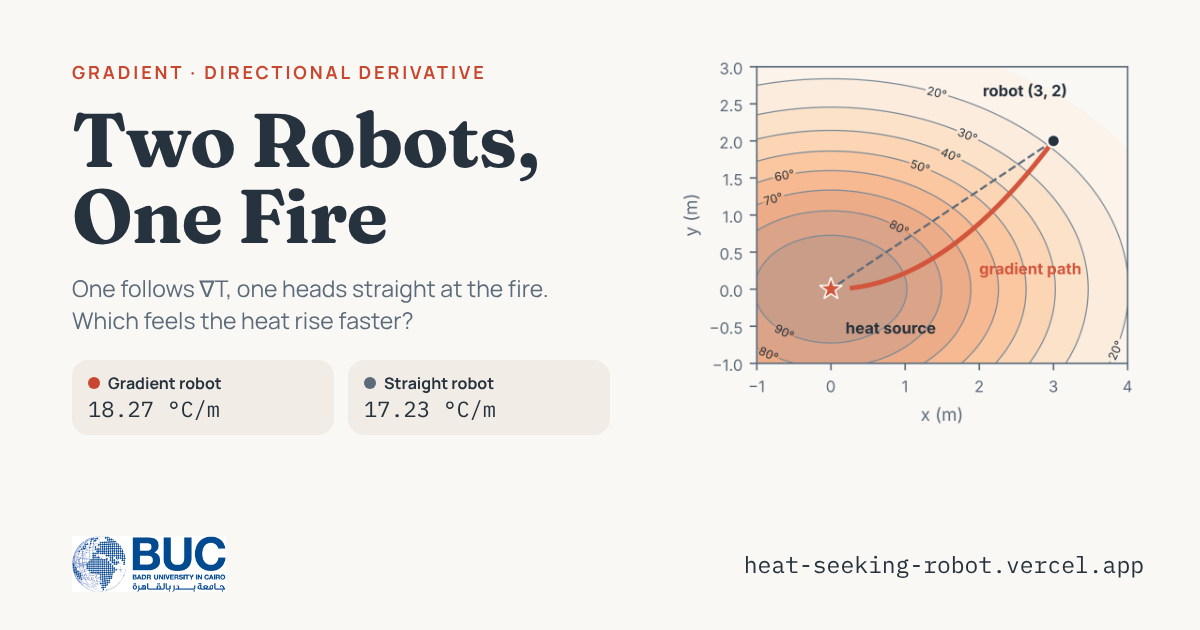 GRADIENT · DIRECTIONAL DERIVATIVE
Two Robots,
One Fire
One follows ∇T, one heads straight at the fire.
Which feels the heat rise faster?
Gradient robot
18.27 °C/m
Straight robot
17.23 °C/m
3.0
2.5
2.0
1.5
1.0
0.5
0.0
−0.5
−1.0
y (m)
robot (3, 2)
20°
30°
40°
50°
60°
70°
80°
gradient path
heat source
90°
80°
20°
−1
0
1
2
3
4
x (m)
BUC
BADR UNIVERSITY IN CAIRO
جامعة بدر بالقاهرة
heat-seeking-robot.vercel.app